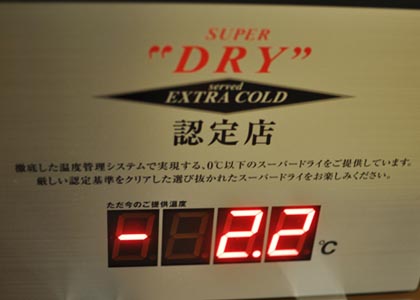 SUPER
"DRY"
served
EXTRA COLD
認定店
徹底した温度管理システムで実現する、0℃以下のスーパードライをご提供しています。
厳しい認定基準をクリアした選び抜かれたスーパードライをお楽しみください。
ただ今のご提供温度
- 2.2 ℃